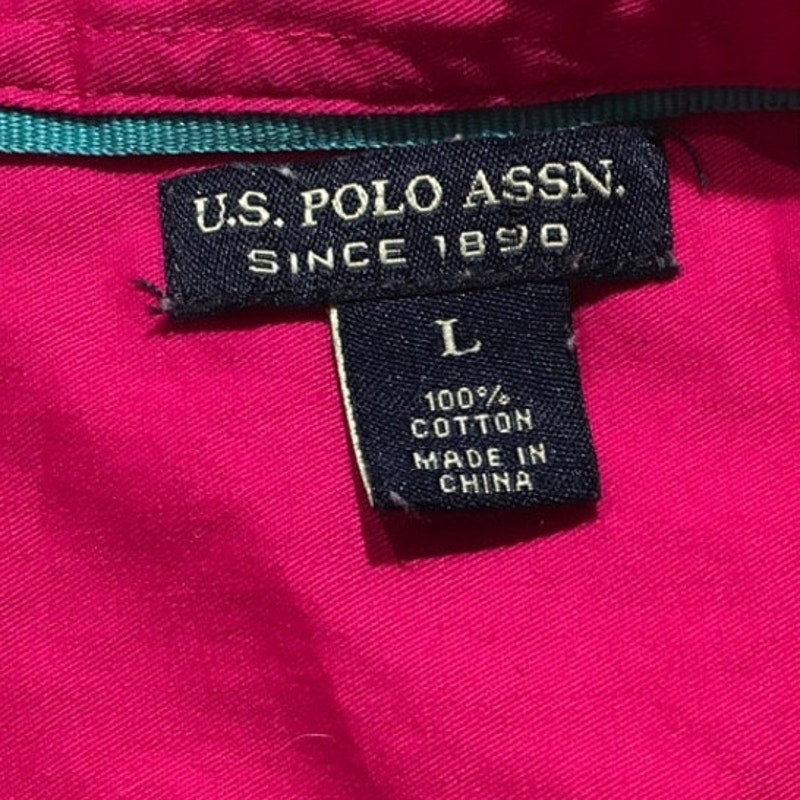 U.S. POLO ASSN.
SINCE 1890
L
100%
COTTON
MADE IN
CHINA